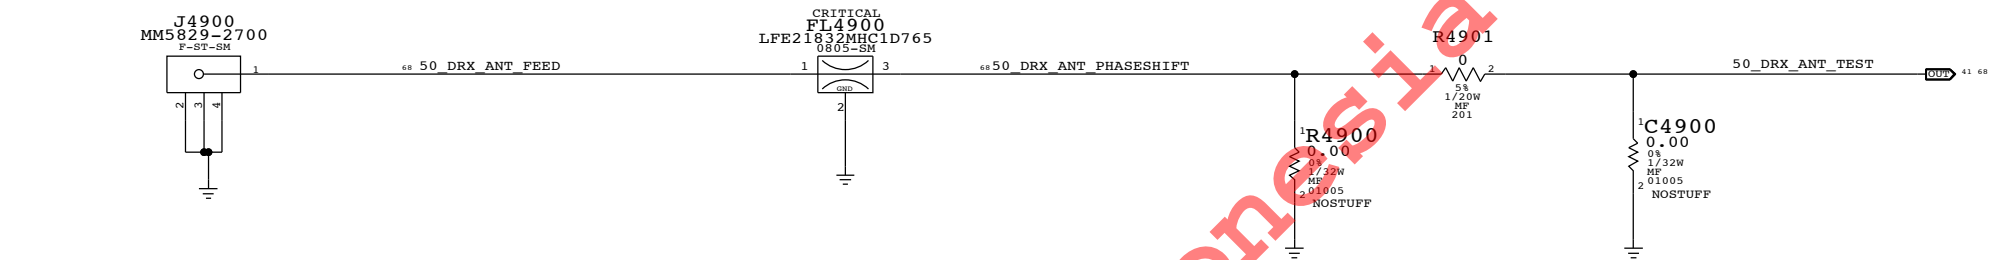 J4900
MM5829-2700
F-ST-SM
1
2
3
4
68 50_DRX_ANT_FEED
CRITICAL
FL4900
LFE21832MHC1D765
0805-SM
1
3
GND
2
68 50_DRX_ANT_PHASESHIFT
R4901
0
1
2
5%
1/20W
MF
201
1
R4900
0.00
0%
1/32W
MF
01005
2
NOSTUFF
50_DRX_ANT_TEST
OUT
41 68
1
C4900
0.00
0%
1/32W
MF
01005
2
NOSTUFF
onesia